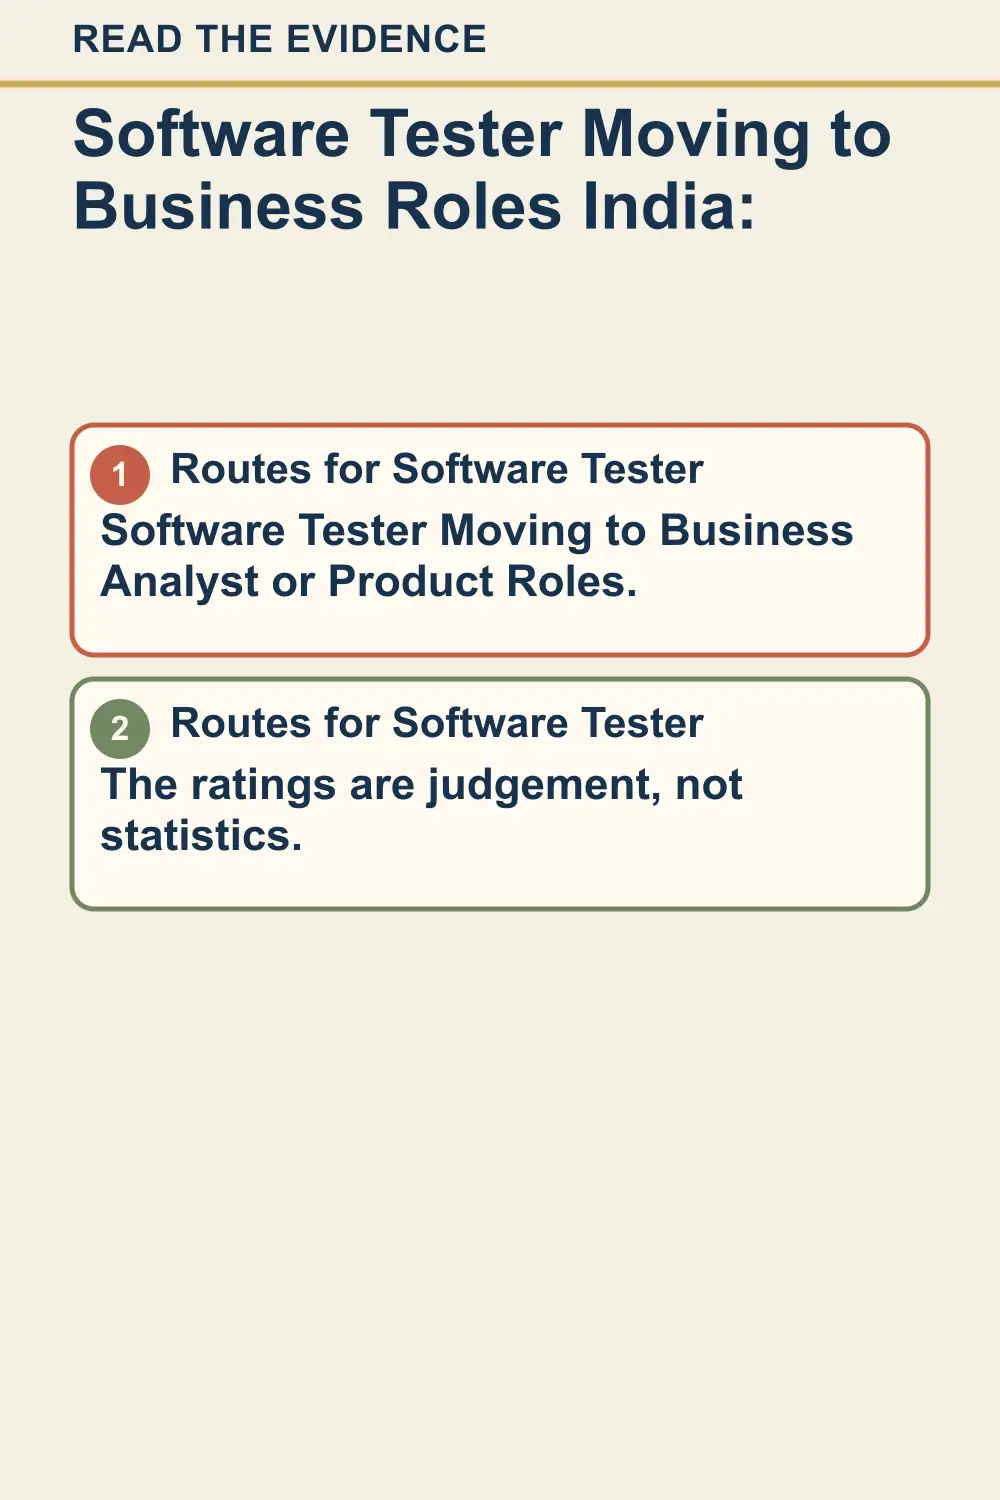 READ THE EVIDENCE
Software Tester Moving to
Business Roles India:
1 Routes for Software Tester
Software Tester Moving to Business
Analyst or Product Roles.
2 Routes for Software Tester
The ratings are judgement, not
statistics.